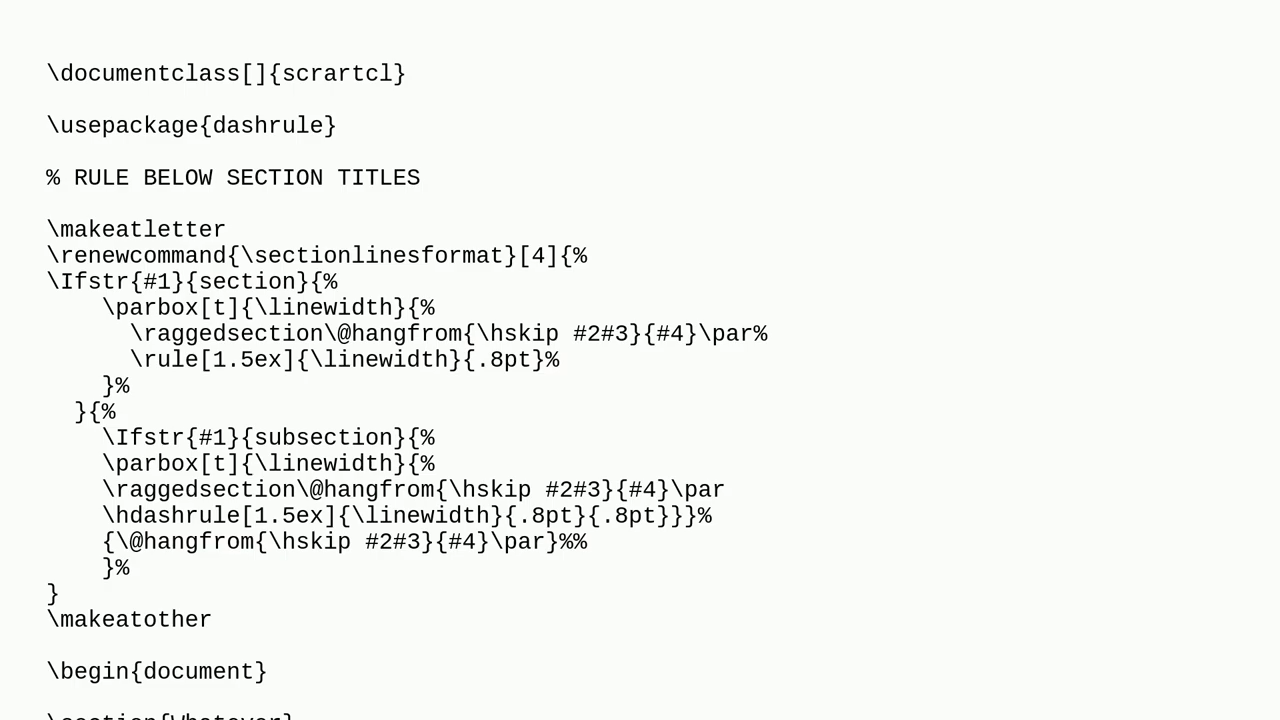 \documentclass[]{scrartcl}
\usepackage{dashrule}
% RULE BELOW SECTION TITLES
\makeatletter
\renewcommand{\sectionlinesformat}[4]{%
\Ifstr{#1}{section}{%
    \parbox[t]{\linewidth}{%
      \raggedsection\@hangfrom{\hskip #2#3}{#4}\par%
      \rule[1.5ex]{\linewidth}{.8pt}%
    }%
  }{%
    \Ifstr{#1}{subsection}{%
    \parbox[t]{\linewidth}{%
    \raggedsection\@hangfrom{\hskip #2#3}{#4}\par
    \hdashrule[1.5ex]{\linewidth}{.8pt}{.8pt}}}%
    {\@hangfrom{\hskip #2#3}{#4}\par}%%
    }%
}
\makeatother
\begin{document}
\section{Whatever}